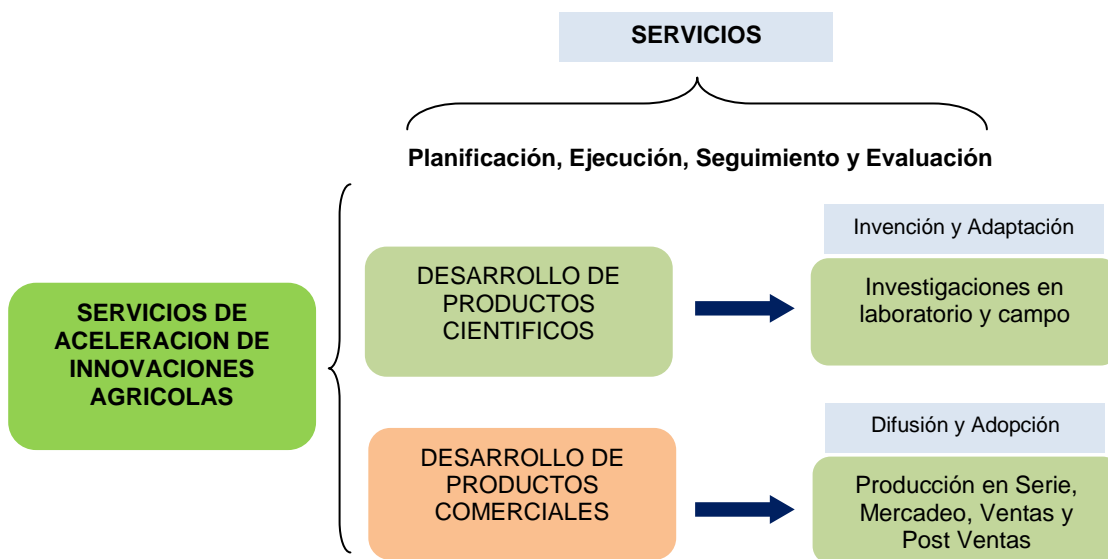 SERVICIOS
Planificación, Ejecución, Seguimiento y Evaluación
SERVICIOS DE
ACELERACION DE
INNOVACIONES
AGRICOLAS
DESARROLLO DE
PRODUCTOS
CIENTIFICOS
Invención y Adaptación
Investigaciones en
laboratorio y campo
DESARROLLO DE
PRODUCTOS
COMERCIALES
Difusión y Adopción
Producción en Serie,
Mercadeo, Ventas y
Post Ventas